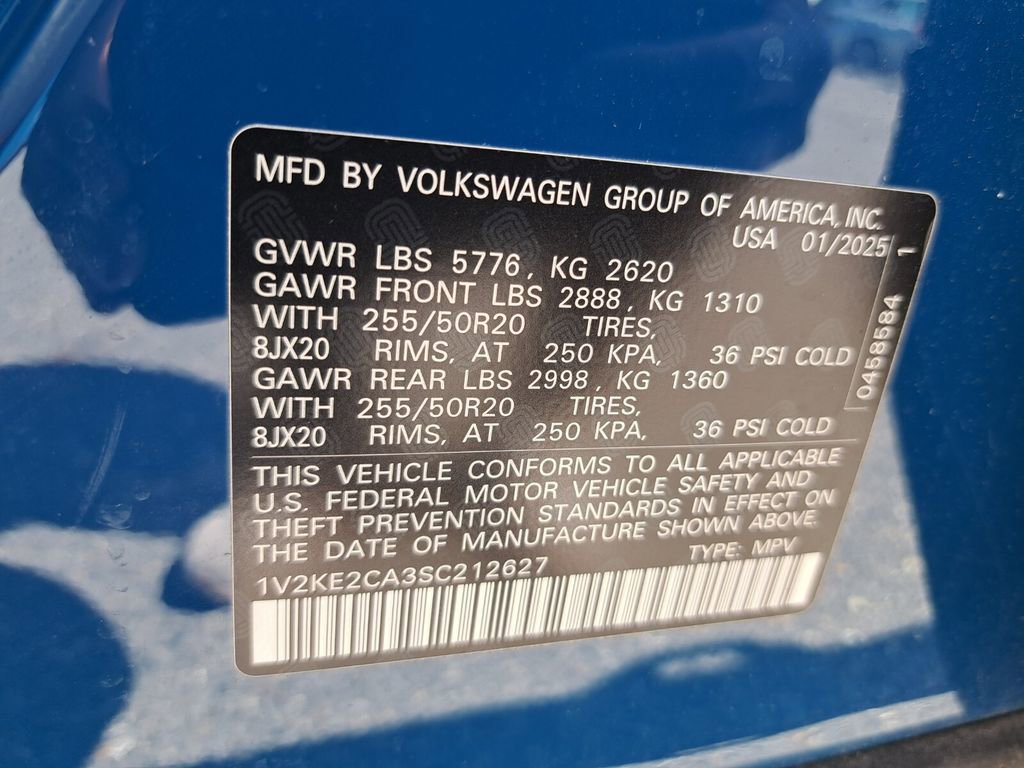 MFD BY VOLKSWAGEN GROUP OF AMERICA, INC.
USA 01/2025
GVWR LBS 5776, KG 2620
GAWR FRONT LBS 2888, KG 1310
WITH 255/50R20 TIRES,
8JX20 RIMS, AT 250 KPA, 36 PSI COLD
GAWR REAR LBS 2998, KG 1360
WITH 255/50R20 TIRES,
8JX20 RIMS, AT 250 KPA, 36 PSI COLD
0458584 1
THIS VEHICLE CONFORMS TO ALL APPLICABLE
U.S. FEDERAL MOTOR VEHICLE SAFETY AND
THEFT PREVENTION STANDARDS IN EFFECT ON
THE DATE OF MANUFACTURE SHOWN ABOVE.
TYPE: MPV
1V2KE2CA3SC212627